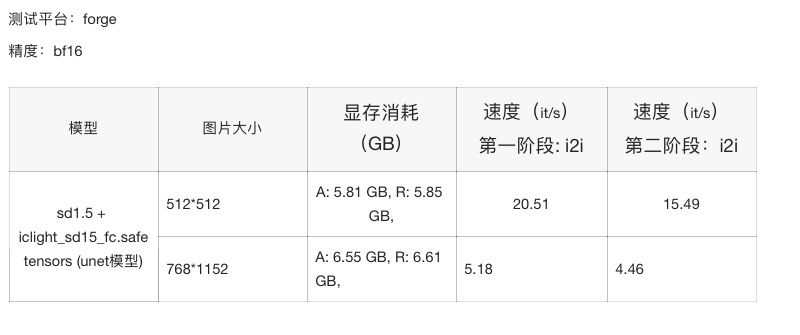 测试平台：forge
精度：bf16
模型
图片大小
显存消耗
（GB）
速度（it/s）
第一阶段: i2i
速度（it/s）
第二阶段：i2i
sd1.5 +
iclight_sd15_fc.safe
tensors (unet模型)
512*512
A: 5.81 GB, R: 5.85
GB,
20.51
15.49
768*1152
A: 6.55 GB, R: 6.61
GB,
5.18
4.46